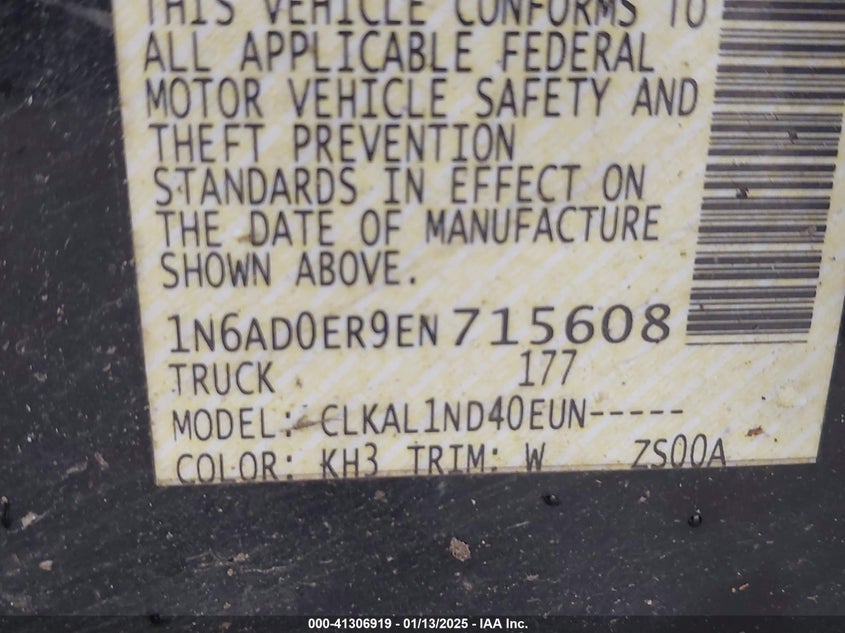 THIS VEHICLE CONFORMS TO
ALL APPLICABLE FEDERAL
MOTOR VEHICLE SAFETY AND
THEFT PREVENTION
STANDARDS IN EFFECT ON
THE DATE OF MANUFACTURE
SHOWN ABOVE.
1N6AD0ER9EN715608
TRUCK 177
MODEL: CLKAL1ND40EUN-----
COLOR: KH3 TRIM: W ZS00A
000-41306919 - 01/13/2025 - IAA Inc.